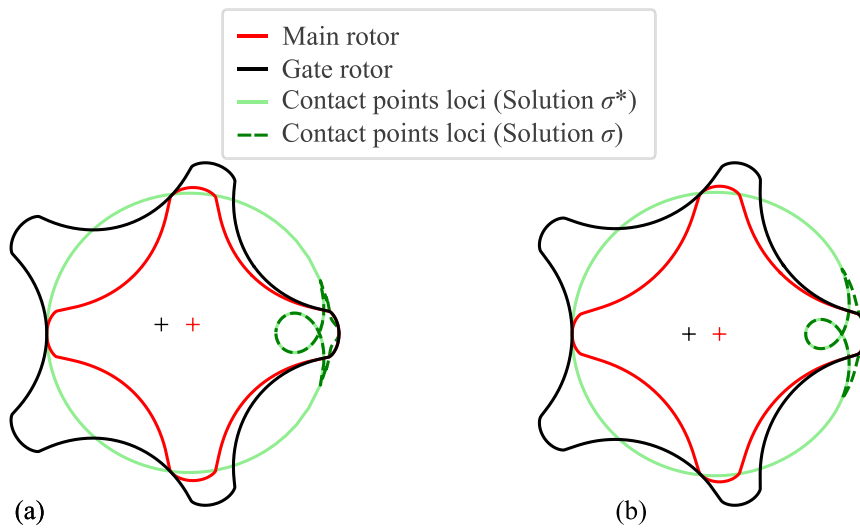 Main rotor
Gate rotor
Contact points loci (Solution σ*)
Contact points loci (Solution σ)
(a)
(b)